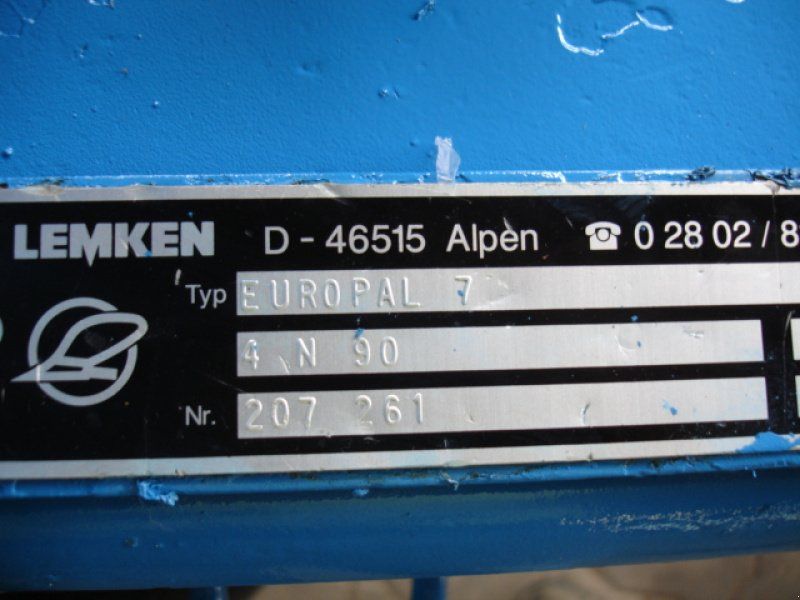 LEMKEN D - 46515 Alpen ☎ 0 28 02 / 8
Typ EUROPAL 7
4 N 90
Nr. 207 261